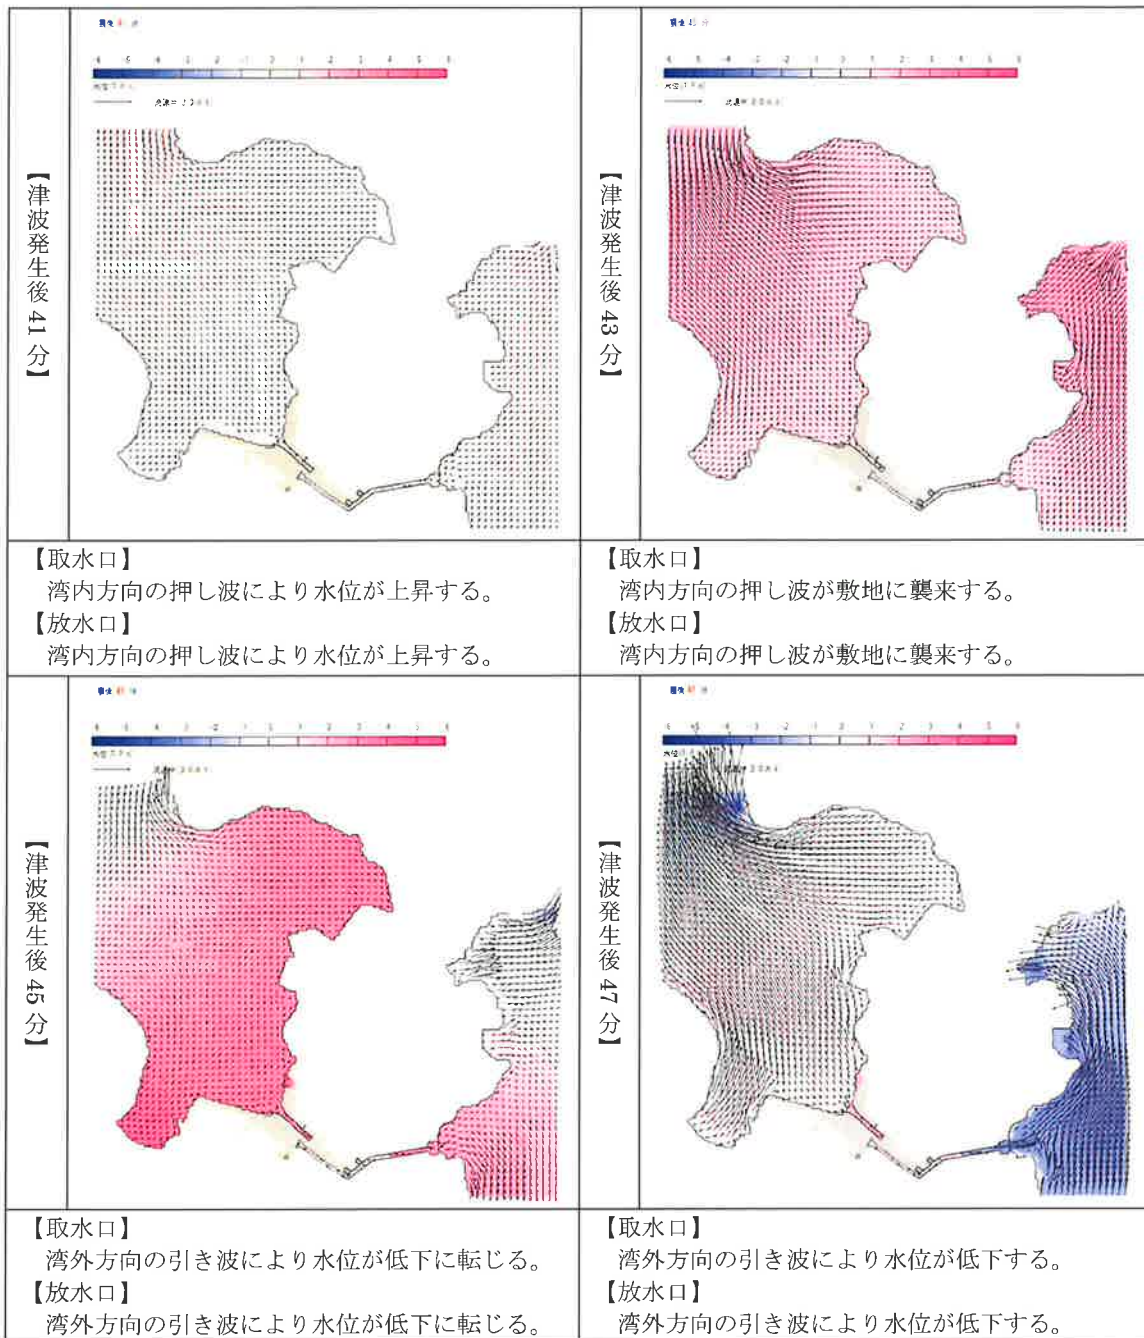 【津波発生後 41 分】
【取水口】
湾内方向の押し波により水位が上昇する。
【放水口】
湾内方向の押し波により水位が上昇する。
【津波発生後 43 分】
【取水口】
湾内方向の押し波が敷地に襲来する。
【放水口】
湾内方向の押し波が敷地に襲来する。
【津波発生後 45 分】
【取水口】
湾外方向の引き波により水位が低下に転じる。
【放水口】
湾外方向の引き波により水位が低下に転じる。
【津波発生後 47 分】
【取水口】
湾外方向の引き波により水位が低下する。
【放水口】
湾外方向の引き波により水位が低下する。